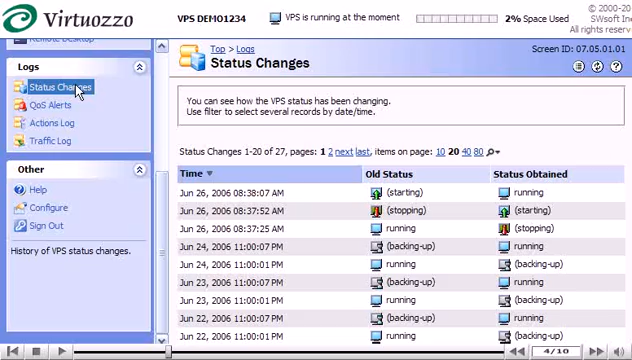 Virtuozzo
VPS DEMO1234
VPS is running at the moment
2% Space Used
© 2000-20
SWsoft Inc
All rights reserve
Remote Desktop
Logs
Status Changes
QoS Alerts
Actions Log
Traffic Log
Other
Help
Configure
Sign Out
History of VPS status changes.
Top > Logs
Screen ID: 07.05.01.01
Status Changes
You can see how the VPS status has been changing.
Use filter to select several records by date/time.
Status Changes 1-20 of 27, pages: 1 2 next last, items on page: 10 20 40 80
Time Old Status Status Obtained
Jun 26, 2006 08:38:07 AM (starting) running
Jun 26, 2006 08:37:52 AM (stopping) (starting)
Jun 26, 2006 08:37:25 AM running (stopping)
Jun 24, 2006 11:00:07 PM (backing-up) running
Jun 24, 2006 11:00:01 PM running (backing-up)
Jun 23, 2006 11:00:07 PM (backing-up) running
Jun 23, 2006 11:00:01 PM running (backing-up)
Jun 22, 2006 11:00:07 PM (backing-up) running
Jun 22, 2006 11:00:01 PM running (backing-up)
4/10